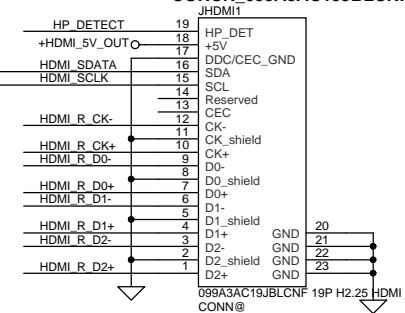 JHDMI1
HP_DETECT 19 HP_DET
+HDMI_5V_OUT 18 +5V
17 DDC/CEC_GND
HDMI_SDATA 16 SDA
HDMI_SCLK 15 SCL
14 Reserved
13 CEC
HDMI_R_CK- 12 CK-
11 CK_shield
HDMI_R_CK+ 10 CK+
HDMI_R_D0- 9 D0-
8 D0_shield
HDMI_R_D0+ 7 D0+
HDMI_R_D1- 6 D1-
5 D1_shield
HDMI_R_D1+ 4 D1+ GND 20
HDMI_R_D2- 3 D2- GND 21
2 D2_shield GND 22
HDMI_R_D2+ 1 D2+ GND 23
099A3AC19JBLCNF 19P H2.25 HDMI
CONN@